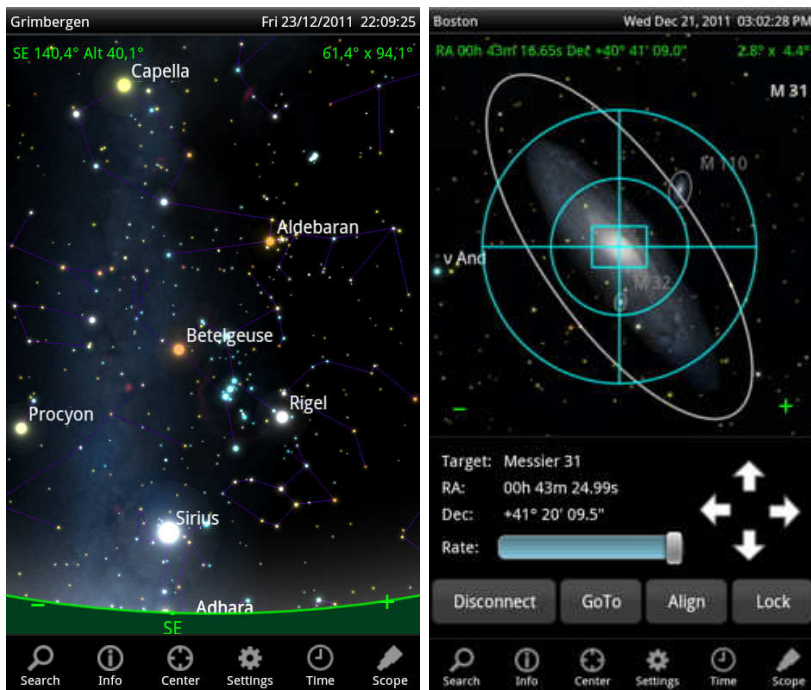 Grimbergen Fri 23/12/2011 22:09:25
SE 140,4° Alt 40,1° 61,4° x 94,1°
Capella
Aldebaran
Betelgeuse
Rigel
Procyon
Sirius
Adhara
- +
SE
Search Info Center Settings Time Scope
Boston Wed Dec 21, 2011 03:02:28 PM
RA 00h 43m 16.65s Dec +40° 41' 09.0" 2.8° x 4.4°
M 31
M 110
ν And
M 32
- +
Target: Messier 31
RA: 00h 43m 24.99s
Dec: +41° 20' 09.5"
Rate:
Disconnect GoTo Align Lock
Search Info Center Settings Time Scope